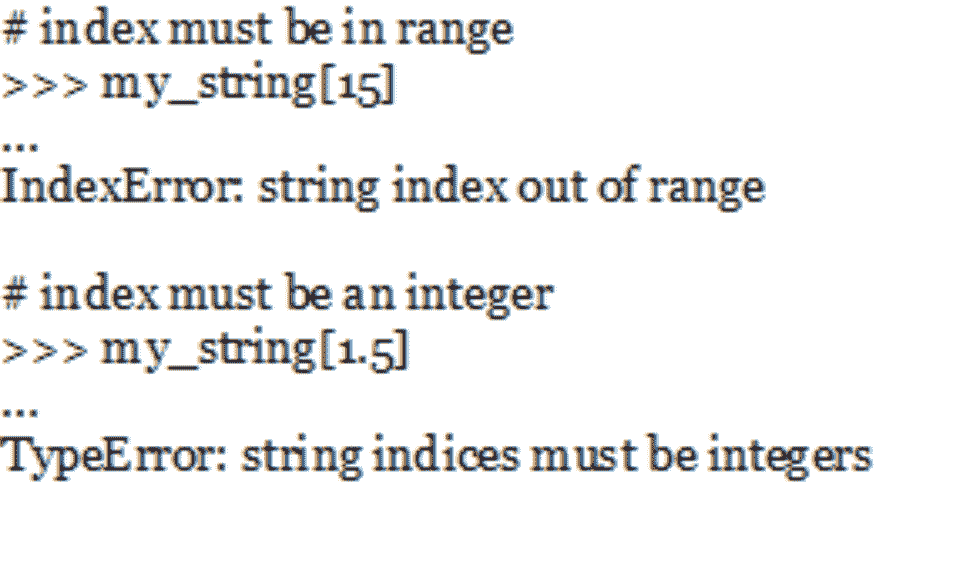 # index must be in range
>>> my_string[15]
...
IndexError: string index out of range
# index must be an integer
>>> my_string[1.5]
...
TypeError: string indices must be integers